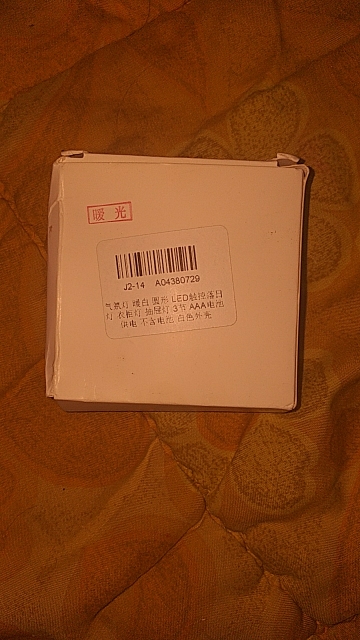 暖光
J2-14 A04380729
气氛灯 暖白 圆形 LED触控落日
灯 衣柜灯 抽屉灯 3节 AAA电池
供电 不含电池 白色外壳